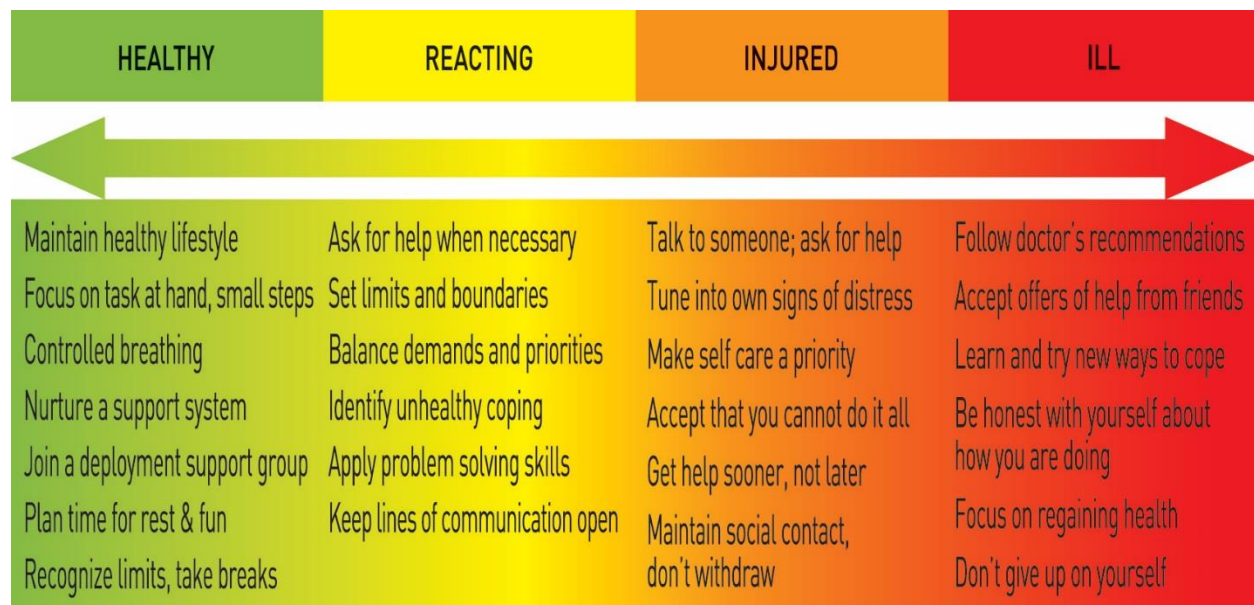 HEALTHY
REACTING
INJURED
ILL
Maintain healthy lifestyle
Focus on task at hand, small steps
Controlled breathing
Nurture a support system
Join a deployment support group
Plan time for rest & fun
Recognize limits, take breaks
Ask for help when necessary
Set limits and boundaries
Balance demands and priorities
Identify unhealthy coping
Apply problem solving skills
Keep lines of communication open
Talk to someone; ask for help
Tune into own signs of distress
Make self care a priority
Accept that you cannot do it all
Get help sooner, not later
Maintain social contact,
don't withdraw
Follow doctor's recommendations
Accept offers of help from friends
Learn and try new ways to cope
Be honest with yourself about
how you are doing
Focus on regaining health
Don't give up on yourself